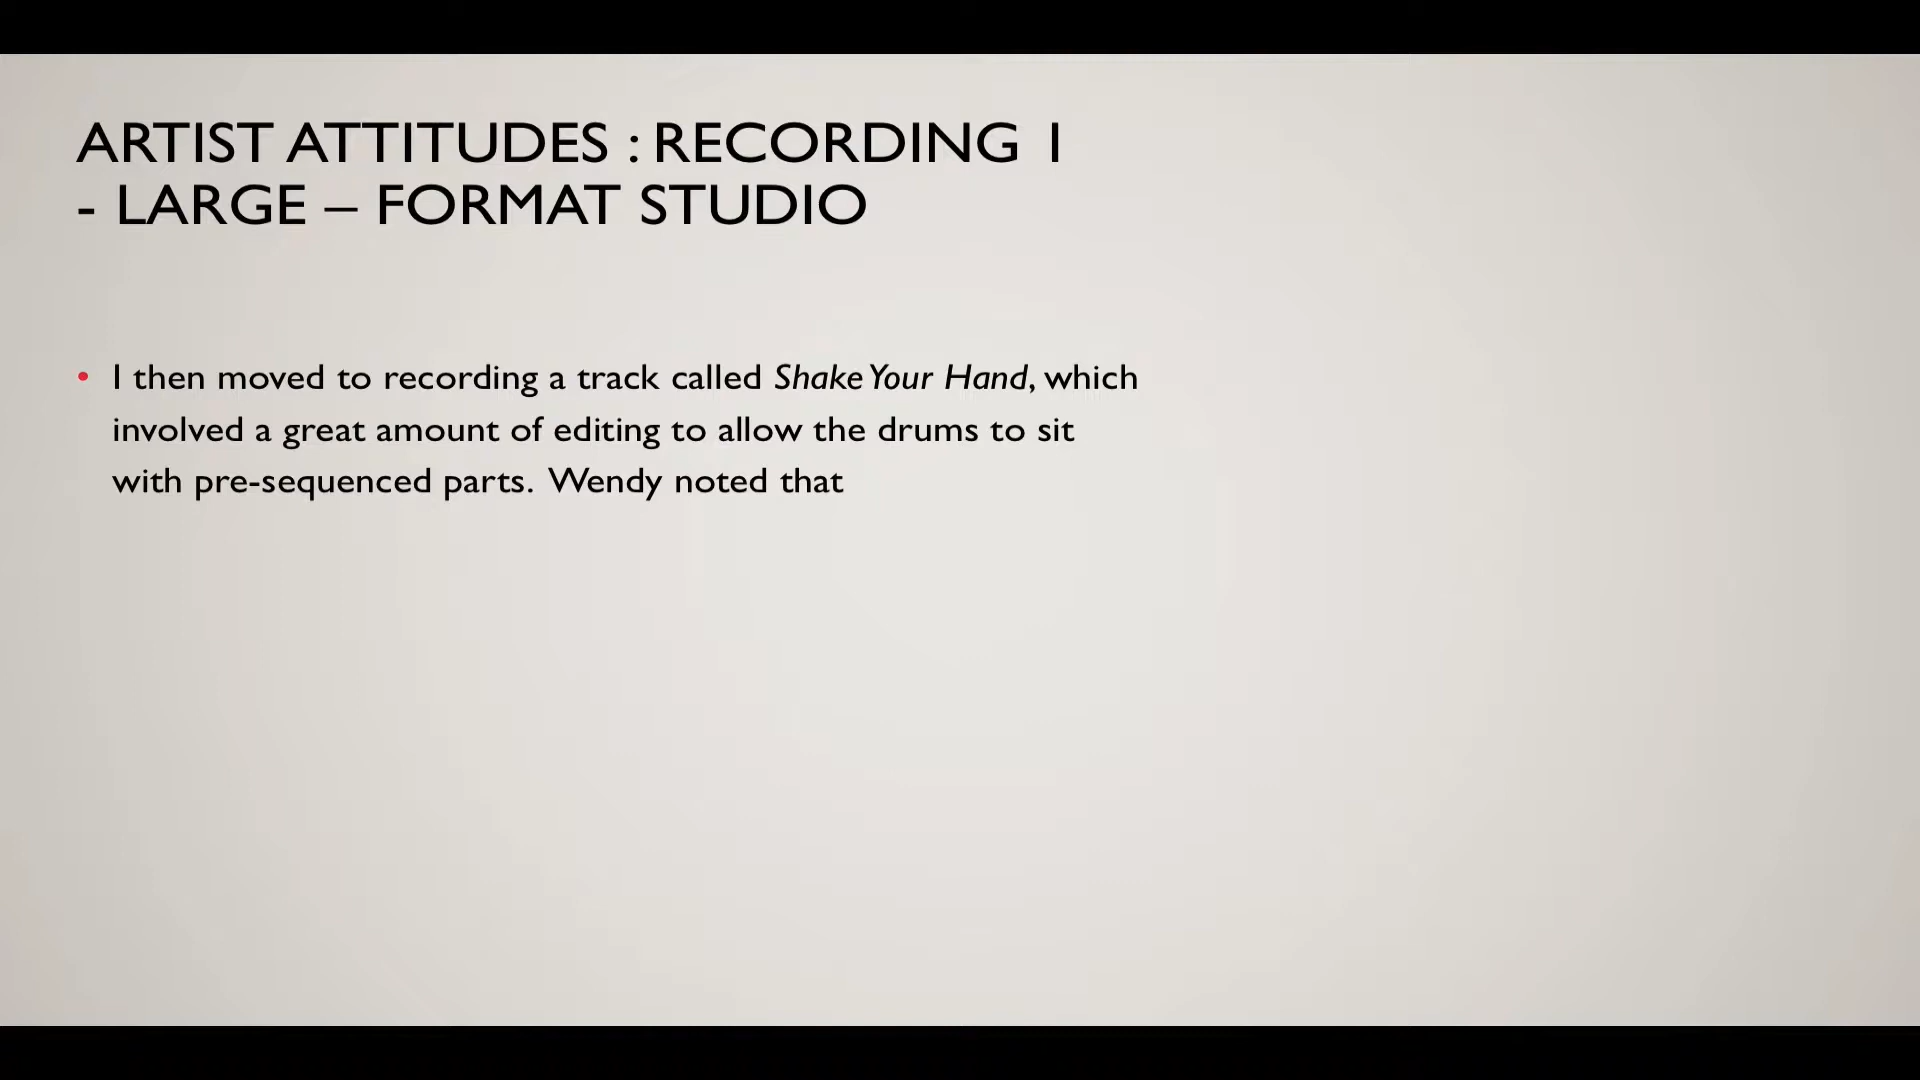 ARTIST ATTITUDES : RECORDING 1
- LARGE – FORMAT STUDIO
• I then moved to recording a track called Shake Your Hand, which
involved a great amount of editing to allow the drums to sit
with pre-sequenced parts. Wendy noted that